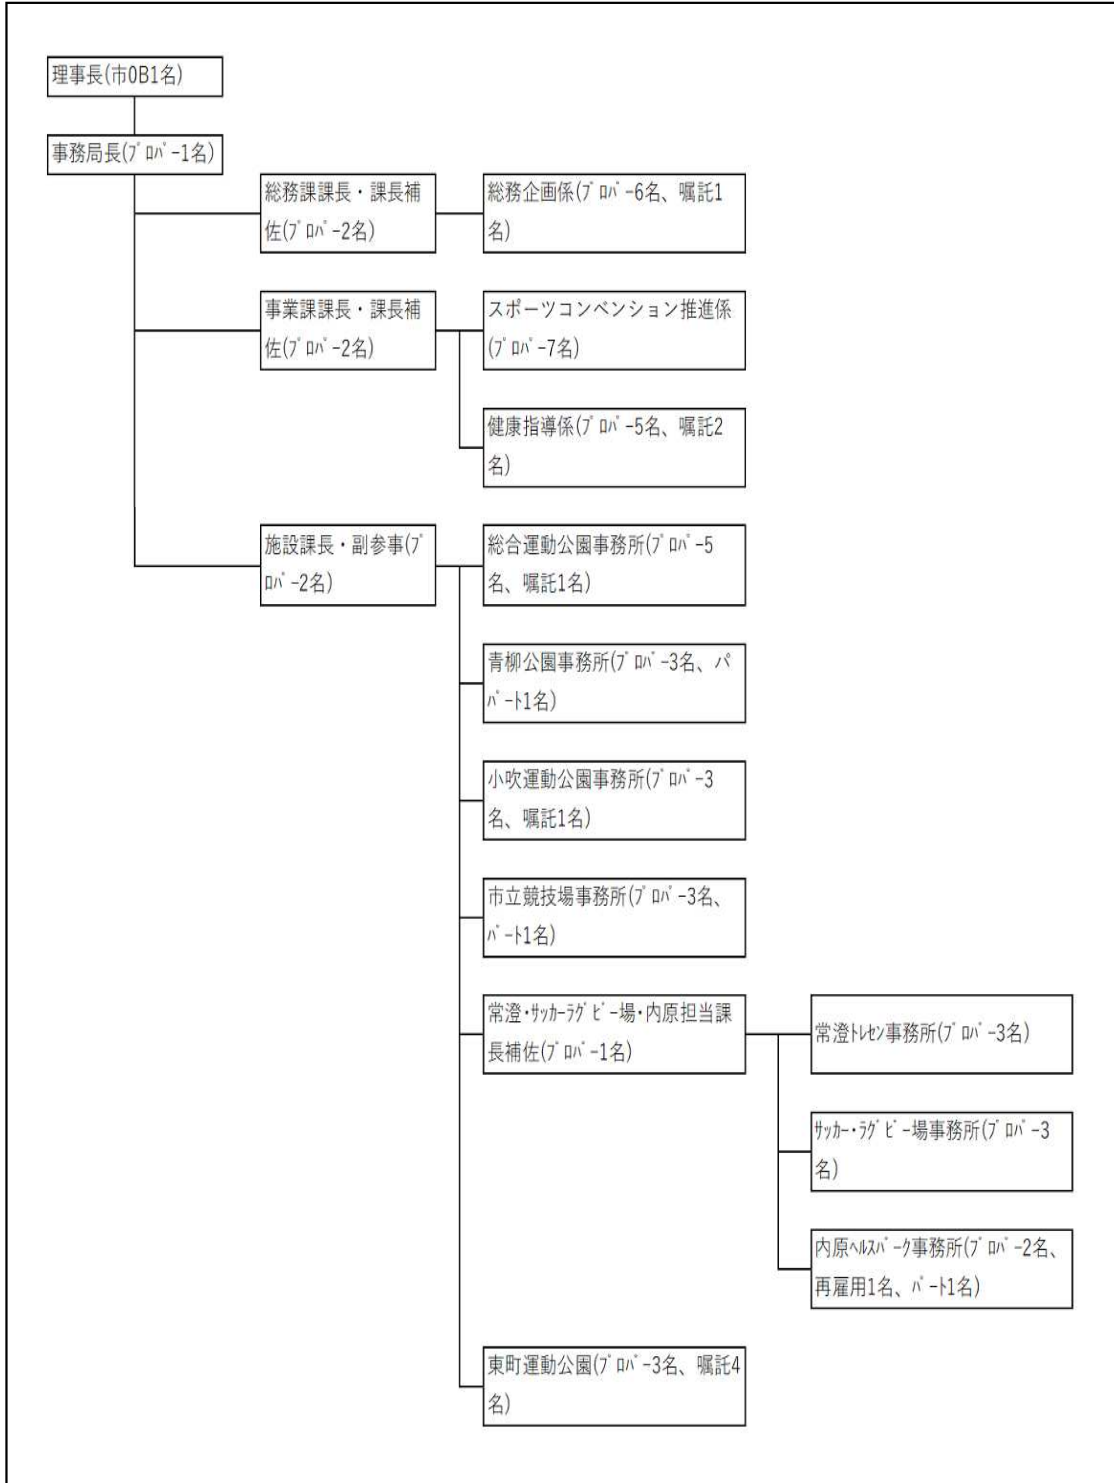 理事長(市OB1名)
事務局長(ﾌﾟﾛﾊﾟｰ1名)
総務課課長・課長補
佐(ﾌﾟﾛﾊﾟｰ2名)
総務企画係(ﾌﾟﾛﾊﾟｰ6名、嘱託1
名)
事業課課長・課長補
佐(ﾌﾟﾛﾊﾟｰ2名)
スポーツコンベンション推進係
(ﾌﾟﾛﾊﾟｰ7名)
健康指導係(ﾌﾟﾛﾊﾟｰ5名、嘱託2
名)
施設課長・副参事(ﾌﾟ
ﾛﾊﾟｰ2名)
総合運動公園事務所(ﾌﾟﾛﾊﾟｰ5
名、嘱託1名)
青柳公園事務所(ﾌﾟﾛﾊﾞｰ3名、パ
ﾊﾟｰﾄ1名)
小吹運動公園事務所(ﾌﾟﾛﾊﾟｰ3
名、嘱託1名)
市立競技場事務所(ﾌﾟﾛﾊﾟｰ3名、
ﾊﾟｰﾄ1名)
常澄・ｻｯｶｰﾗｸﾞﾋﾞｰ場・内原担当課
長補佐(ﾌﾟﾛﾊﾟｰ1名)
常澄ﾄﾚｾﾝ事務所(ﾌﾟﾛﾊﾟｰ3名)
ｻｯｶｰ・ﾗｸﾞﾋﾞｰ場事務所(ﾌﾟﾛﾊﾟｰ3
名)
内原ﾍﾙｽﾊﾟｰｸ事務所(ﾌﾟﾛﾊﾟｰ2名、
再雇用1名、ﾊﾟｰﾄ1名)
東町運動公園(ﾌﾟﾛﾊﾟｰ3名、嘱託4
名)